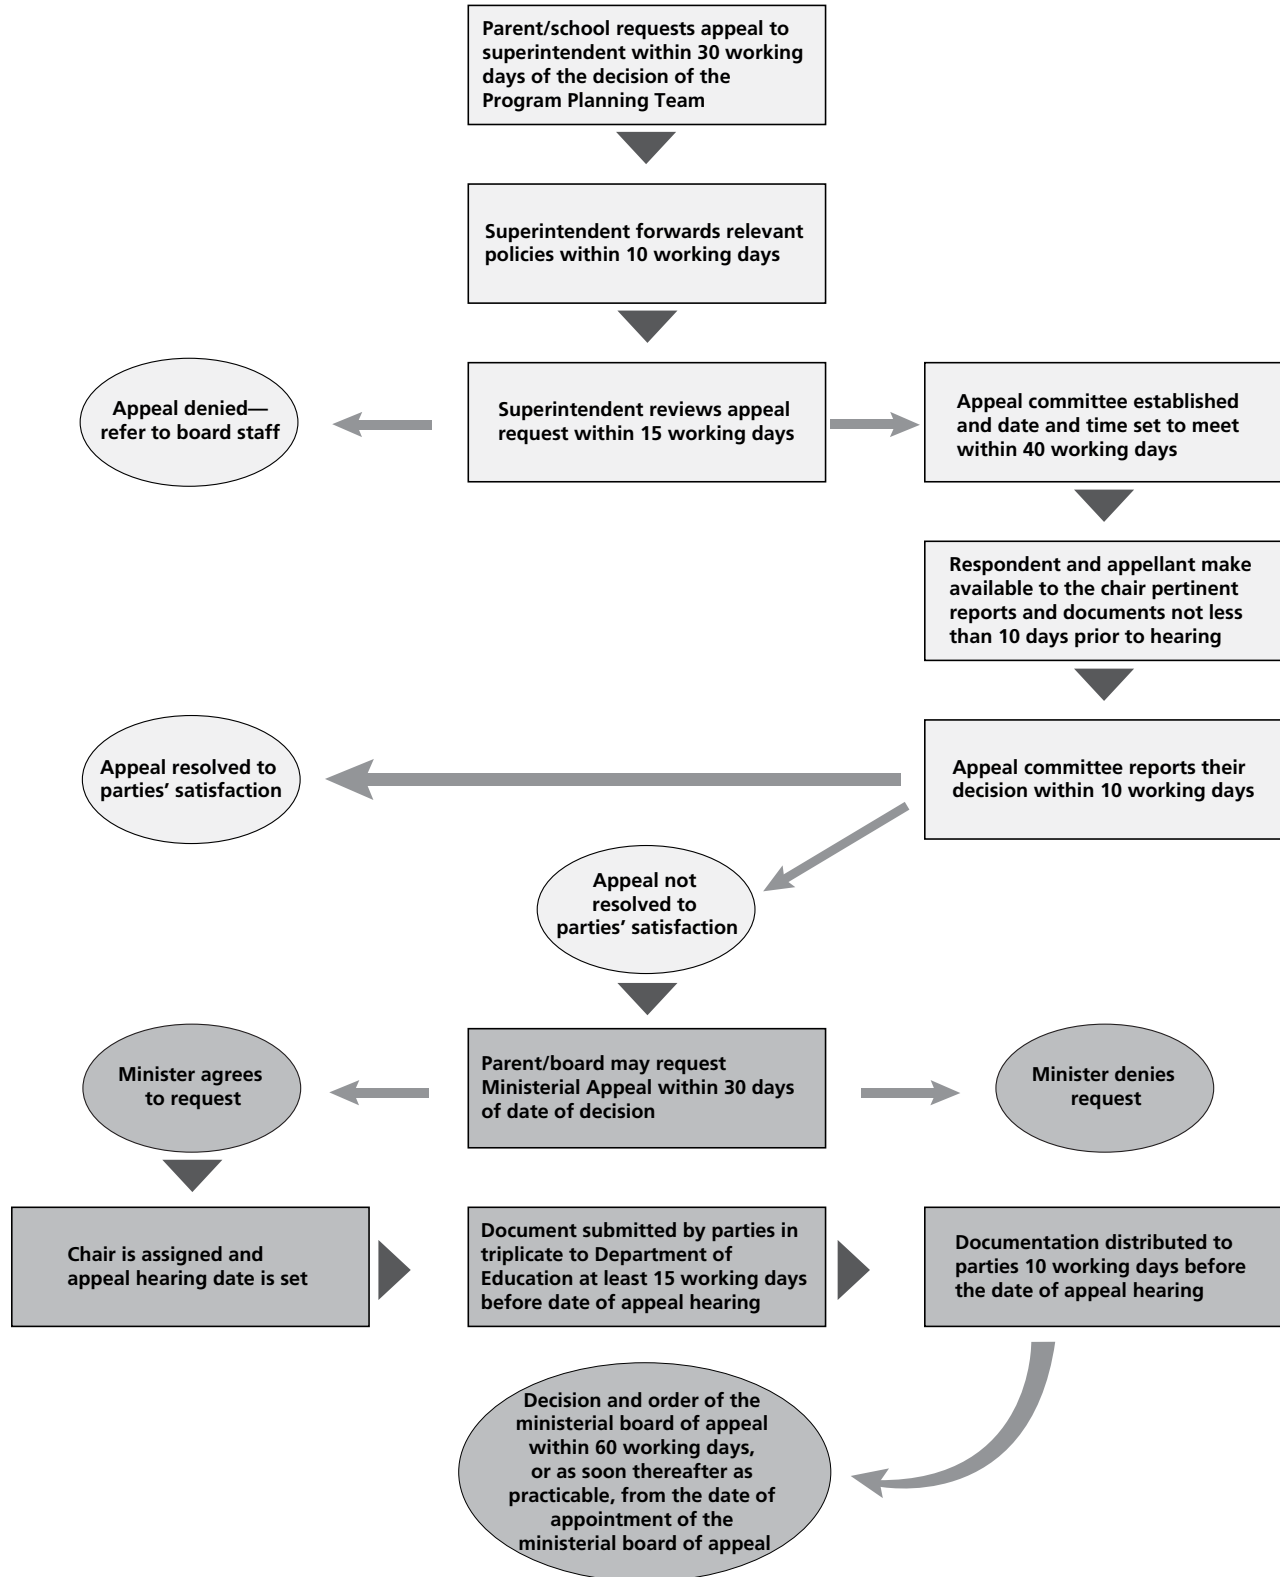 Parent/school requests appeal to
superintendent within 30 working
days of the decision of the
Program Planning Team
Superintendent forwards relevant
policies within 10 working days
Appeal denied—
refer to board staff
Superintendent reviews appeal
request within 15 working days
Appeal committee established
and date and time set to meet
within 40 working days
Respondent and appellant make
available to the chair pertinent
reports and documents not less
than 10 days prior to hearing
Appeal resolved to
parties’ satisfaction
Appeal committee reports their
decision within 10 working days
Appeal not
resolved to
parties’ satisfaction
Minister agrees
to request
Parent/board may request
Ministerial Appeal within 30 days
of date of decision
Minister denies
request
Chair is assigned and
appeal hearing date is set
Document submitted by parties in
triplicate to Department of
Education at least 15 working days
before date of appeal hearing
Documentation distributed to
parties 10 working days before
the date of appeal hearing
Decision and order of the
ministerial board of appeal
within 60 working days,
or as soon thereafter as
practicable, from the date of
appointment of the
ministerial board of appeal